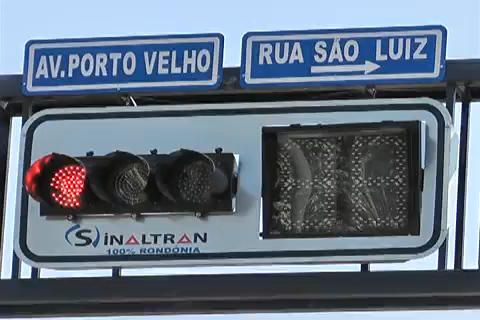 AV. PORTO VELHO
RUA SÃO LUIZ
SINALTRAN
100% RONDÔNIA